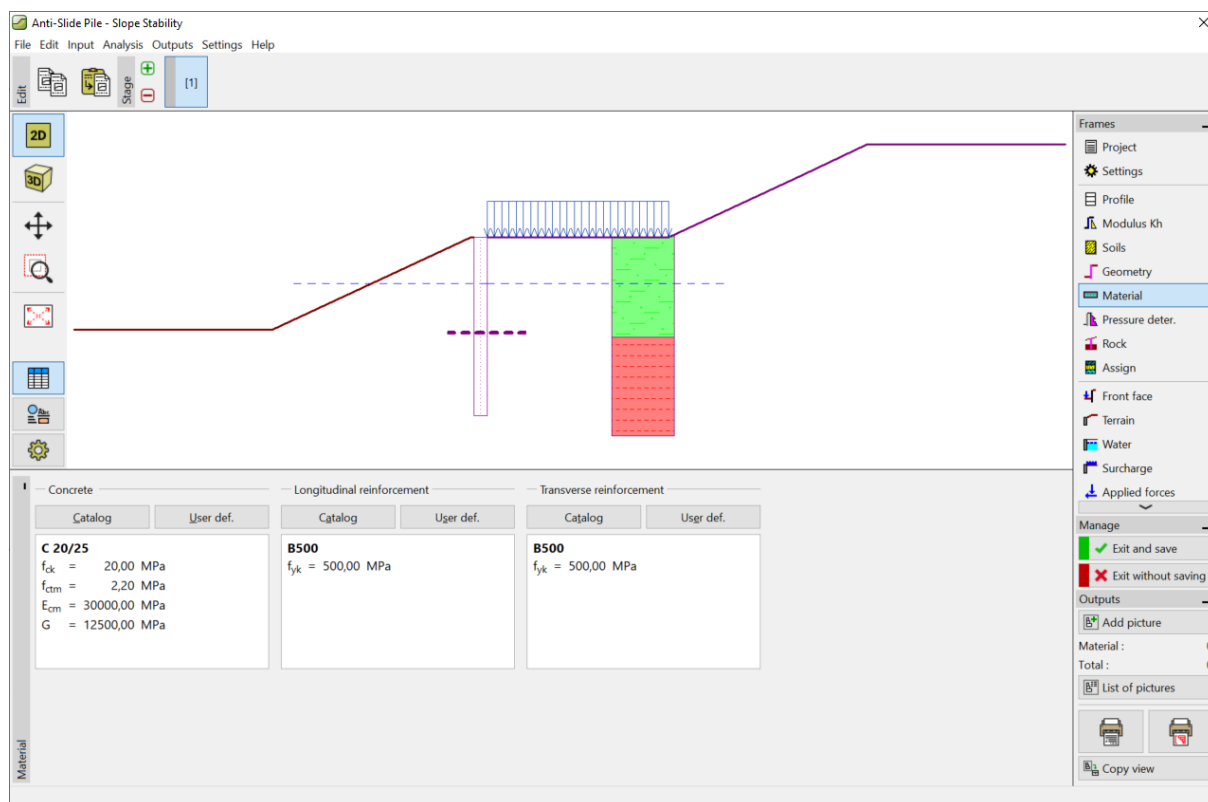 Anti-Slide Pile - Slope Stability
File Edit Input Analysis Outputs Settings Help
Edit
Stage
[1]
2D
3D
Abc
Frames
Project
Settings
Profile
Modulus Kh
Soils
Geometry
Material
Pressure deter.
Rock
Assign
Front face
Terrain
Water
Surcharge
Applied forces
Manage
Exit and save
Exit without saving
Outputs
Add picture
Material :
Total :
List of pictures
Copy view
Material
Concrete
Catalog User def.
C 20/25
fck = 20,00 MPa
fctm = 2,20 MPa
Ecm = 30000,00 MPa
G = 12500,00 MPa
Longitudinal reinforcement
Catalog User def.
B500
fyk = 500,00 MPa
Transverse reinforcement
Catalog User def.
B500
fyk = 500,00 MPa